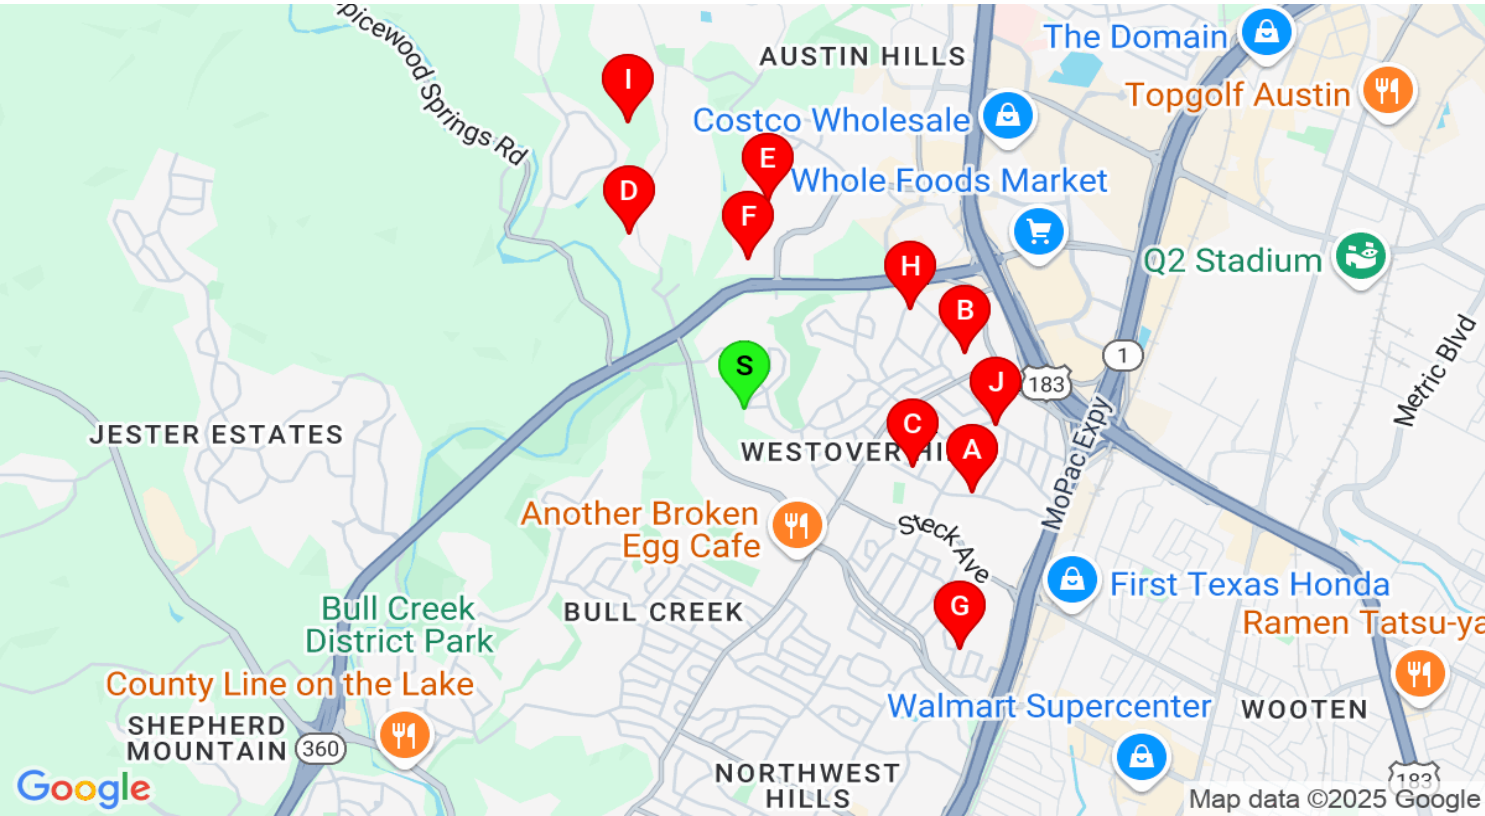 Spicewood Springs Rd
AUSTIN HILLS
The Domain
I
Topgolf Austin
Costco Wholesale
E
Whole Foods Market
D
F
H
Q2 Stadium
B
S
1
J
183
Metric Blvd
C
JESTER ESTATES
WESTOVER HI
A
MoPac Expy
Another Broken
Egg Cafe
Steck Ave
First Texas Honda
G
Bull Creek
District Park
BULL CREEK
Ramen Tatsu-ya
County Line on the Lake
Walmart Supercenter
WOOTEN
SHEPHERD
MOUNTAIN
360
NORTHWEST
HILLS
183
Google
Map data ©2025 Google